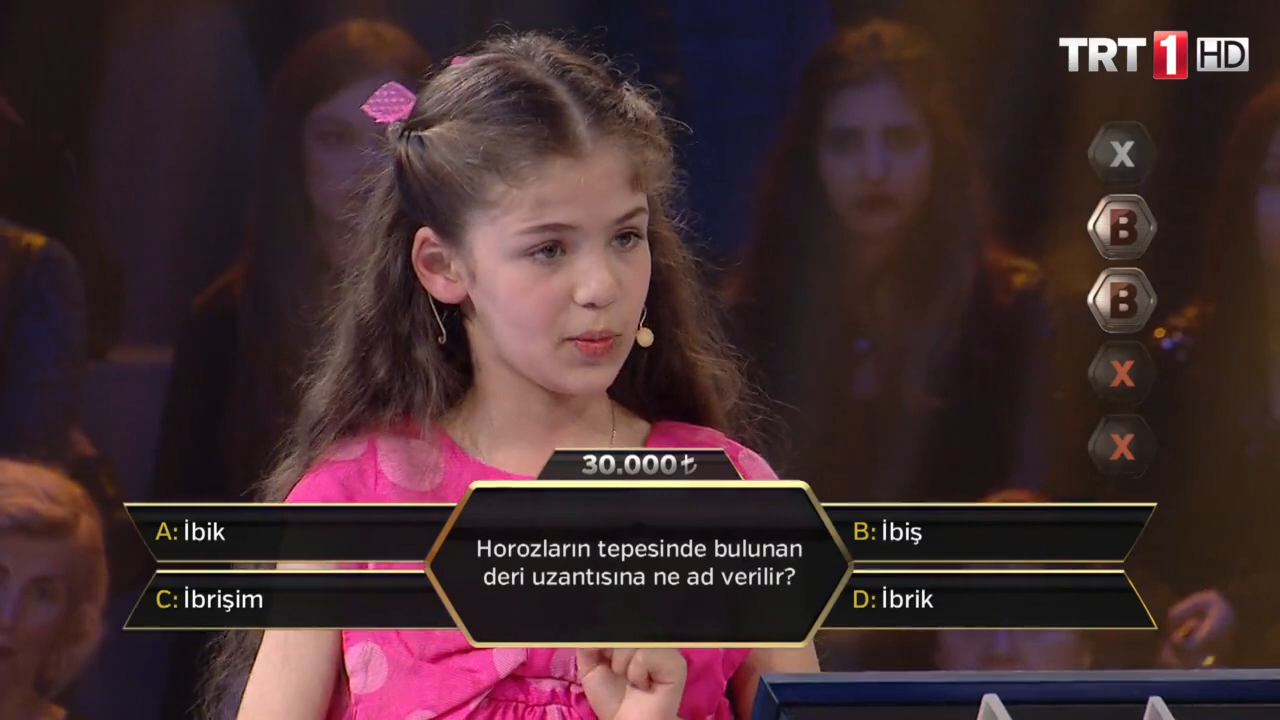 TRT 1 HD
X
B
B
X
X
30.000₺
Horozların tepesinde bulunan
deri uzantısına ne ad verilir?
A: İbik
B: İbiş
C: İbrişim
D: İbrik